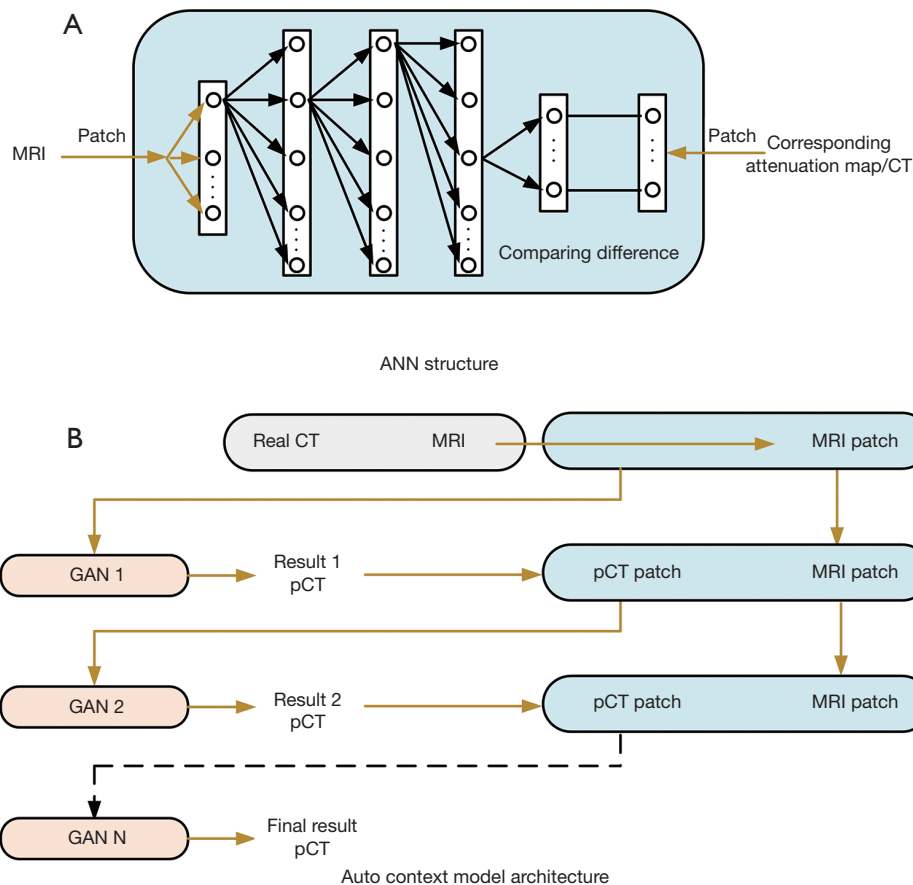 A
MRI
Patch
Patch
Corresponding
attenuation map/CT
Comparing difference
ANN structure
B
Real CT
MRI
MRI patch
GAN 1
Result 1
pCT
pCT patch
MRI patch
GAN 2
Result 2
pCT
pCT patch
MRI patch
GAN N
Final result
pCT
Auto context model architecture